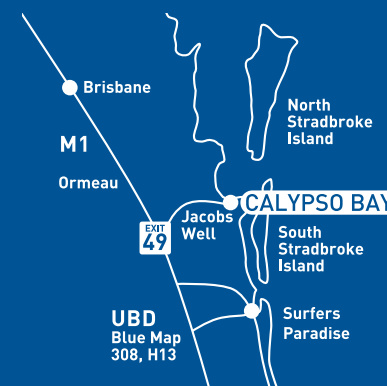 Brisbane
North
Stradbroke
Island
M1
Ormeau
CALYPSO BAY
Jacobs
Well
EXIT
49
South
Stradbroke
Island
UBD
Blue Map
308, H13
Surfers
Paradise